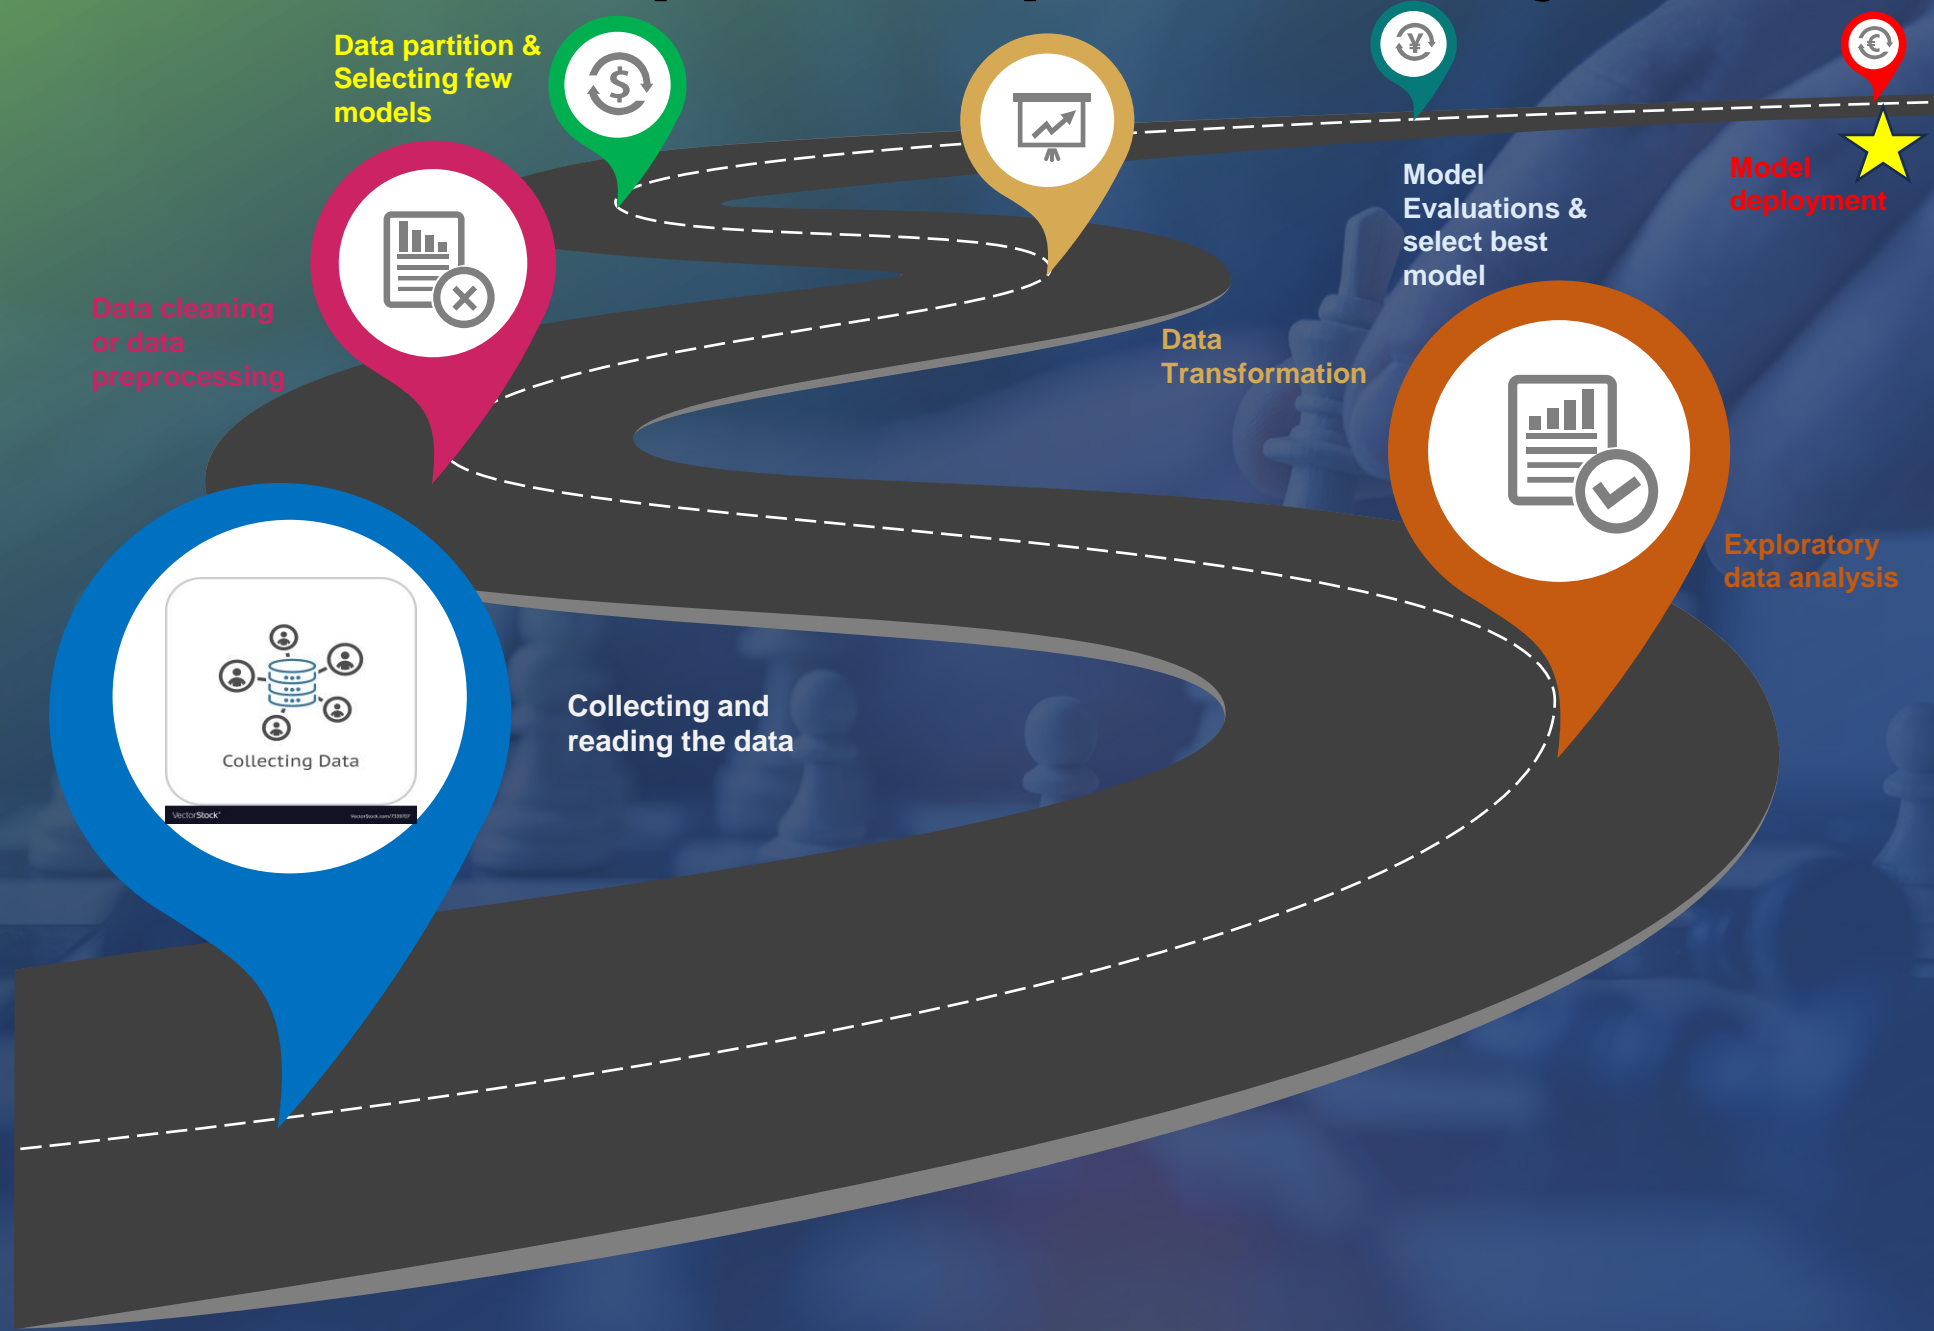 Data partition &
Selecting few
models
Model
Evaluations &
select best
model
Model
deployment
Data cleaning
or data
preprocessing
Data
Transformation
Exploratory
data analysis
Collecting Data
VectorStock®
Collecting and
reading the data